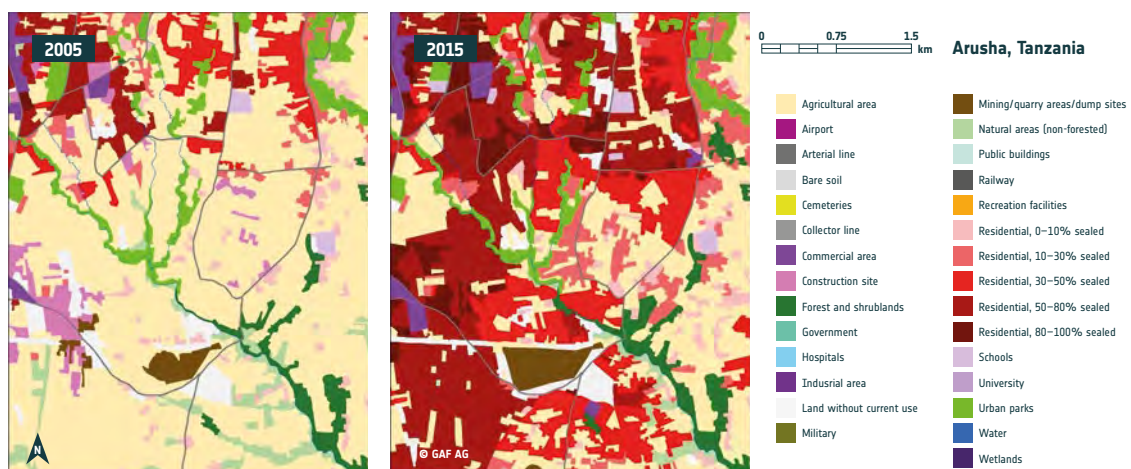 2005
2015
0 0.75 1.5
km
Arusha, Tanzania
Agricultural area
Airport
Arterial line
Bare soil
Cemeteries
Collector line
Commercial area
Construction site
Forest and shrublands
Government
Hospitals
Indusrial area
Land without current use
Military
Mining/quarry areas/dump sites
Natural areas (non-forested)
Public buildings
Railway
Recreation facilities
Residential, 0–10% sealed
Residential, 10–30% sealed
Residential, 30–50% sealed
Residential, 50–80% sealed
Residential, 80–100% sealed
Schools
University
Urban parks
Water
Wetlands
N
© GAF AG